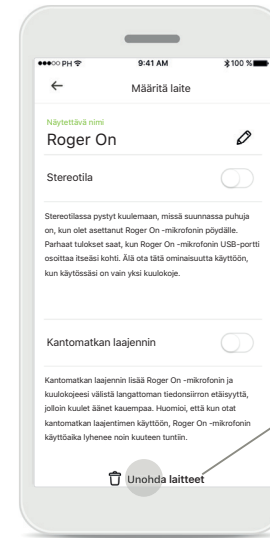 PH 9:41 AM 100 %
Määritä laite
Näytettävä nimi
Roger On
Stereotila
Stereotilassa pystyt kuulemaan, missä suunnassa puhuja
on, kun olet asettanut Roger On -mikrofonin pöydälle.
Parhaat tulokset saat, kun Roger On -mikrofonin USB-portti
osoittaa itseäsi kohti. Älä ota tätä ominaisuutta käyttöön,
kun käytössäsi on vain yksi kuulokoje.
Kantomatkan laajennin
Kantomatkan laajennin lisää Roger On -mikrofonin ja
kuulokojeesi välistä langattoman tiedonsiirron etäisyyttä,
jolloin kuulet äänet kauempaa. Huomioi, että kun otat
kantomatkan laajentimen käyttöön, Roger On -mikrofonin
käyttöaika lyhenee noin kuuteen tuntiin.
Unohda laitteet